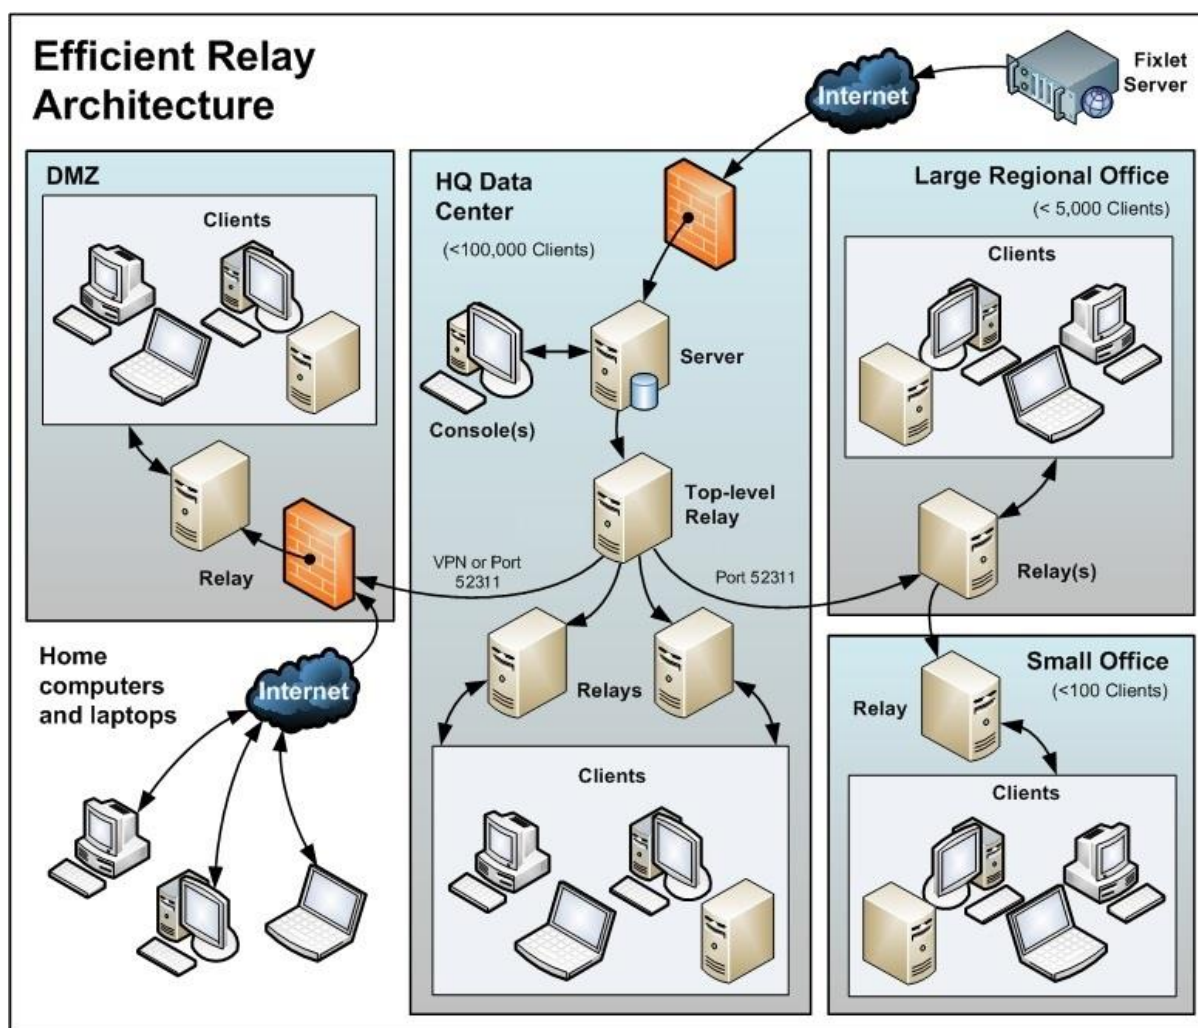 Efficient Relay
Architecture
Fixlet
Server
Internet
DMZ
Clients
Relay
HQ Data
Center
(<100,000 Clients)
Server
Console(s)
Top-level
Relay
VPN or Port
52311
Port 52311
Relays
Clients
Large Regional Office
(< 5,000 Clients)
Clients
Relay(s)
Small Office
(<100 Clients)
Relay
Clients
Home
computers
and laptops
Internet